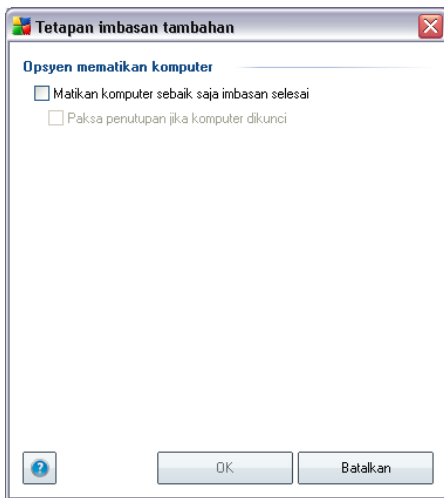 Tetapan imbasan tambahan
Opsyen mematikan komputer
Matikan komputer sebaik saja imbasan selesai
Paksa penutupan jika komputer dikunci
?
OK
Batalkan